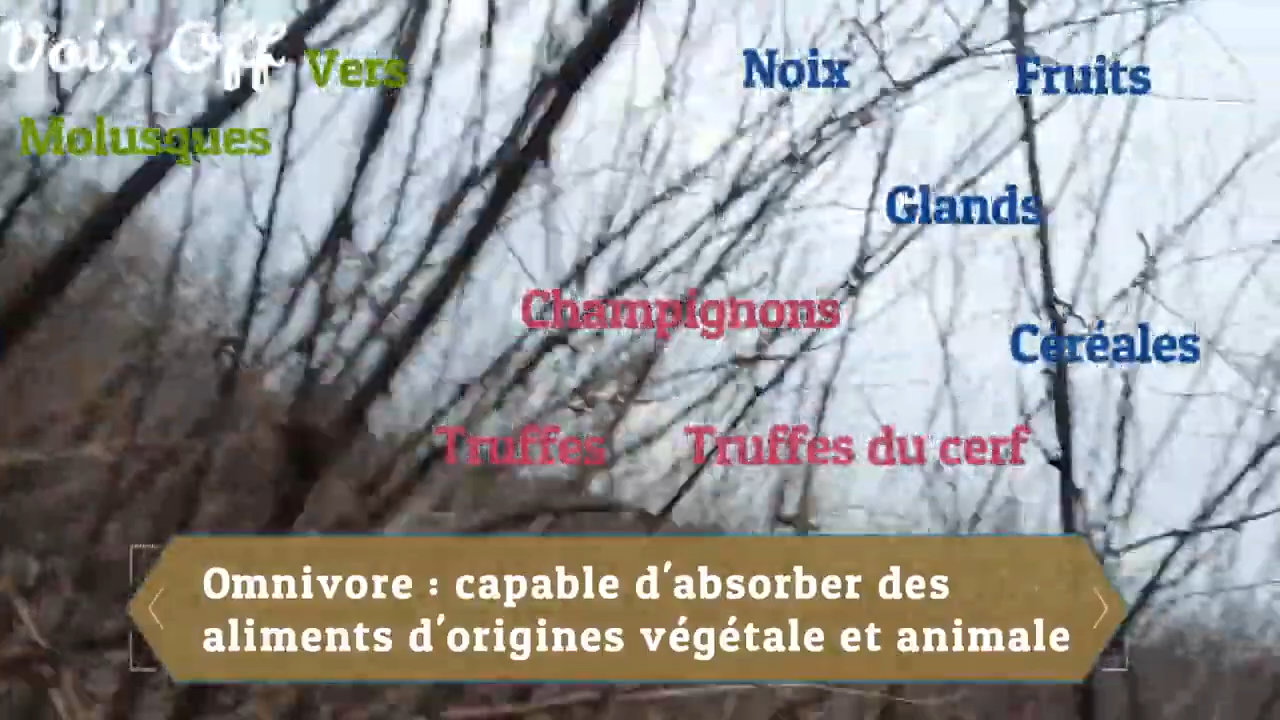 Voix Off
Vers
Noix
Fruits
Molusques
Glands
Champignons
Céréales
Truffes
Truffes du cerf
Omnivore : capable d'absorber des
aliments d'origines végétale et animale